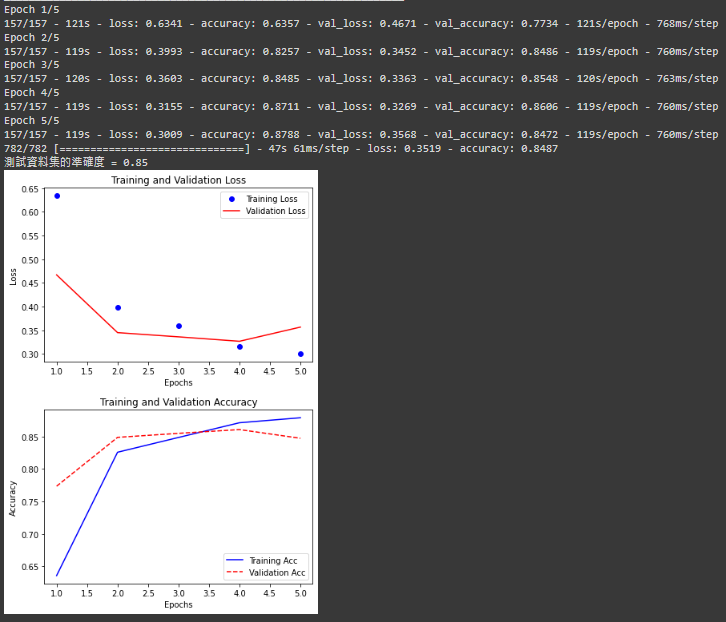 Epoch 1/5
157/157 - 121s - loss: 0.6341 - accuracy: 0.6357 - val_loss: 0.4671 - val_accuracy: 0.7734 - 121s/epoch - 768ms/step
Epoch 2/5
157/157 - 119s - loss: 0.3993 - accuracy: 0.8257 - val_loss: 0.3452 - val_accuracy: 0.8486 - 119s/epoch - 760ms/step
Epoch 3/5
157/157 - 120s - loss: 0.3603 - accuracy: 0.8485 - val_loss: 0.3363 - val_accuracy: 0.8548 - 120s/epoch - 763ms/step
Epoch 4/5
157/157 - 119s - loss: 0.3155 - accuracy: 0.8711 - val_loss: 0.3269 - val_accuracy: 0.8606 - 119s/epoch - 760ms/step
Epoch 5/5
157/157 - 119s - loss: 0.3009 - accuracy: 0.8788 - val_loss: 0.3568 - val_accuracy: 0.8472 - 119s/epoch - 760ms/step
782/782 [==============================] - 47s 61ms/step - loss: 0.3519 - accuracy: 0.8487
測試資料集的準確度 = 0.85
Training and Validation Loss
Training Loss
Validation Loss
0.65
0.60
0.55
0.50
0.45
0.40
0.35
0.30
Loss
1.0 1.5 2.0 2.5 3.0 3.5 4.0 4.5 5.0
Epochs
Training and Validation Accuracy
0.85
0.80
0.75
0.70
0.65
Accuracy
Training Acc
Validation Acc
1.0 1.5 2.0 2.5 3.0 3.5 4.0 4.5 5.0
Epochs